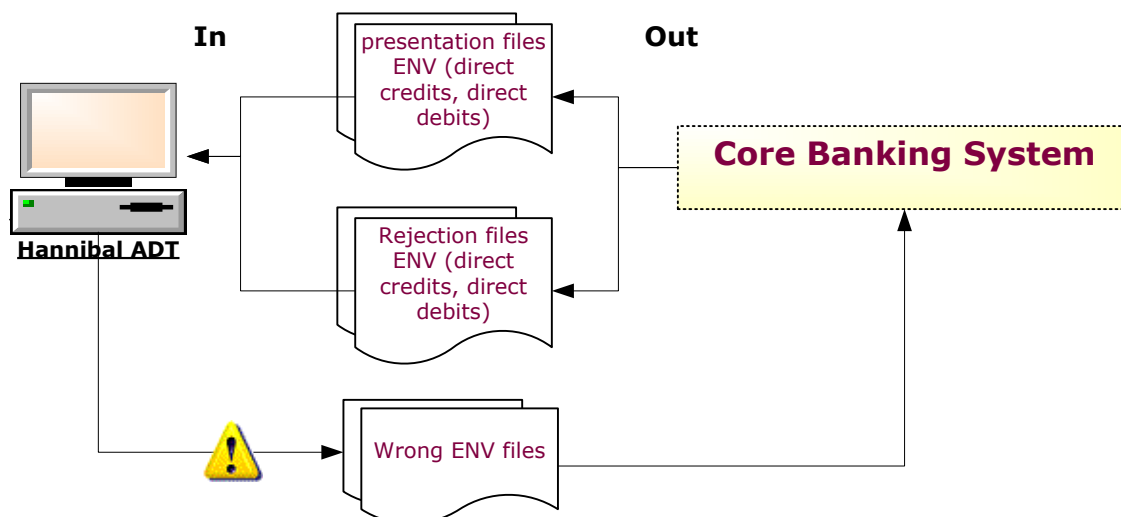 In
Out
presentation files
ENV (direct
credits, direct
debits)
Core Banking System
Hannibal ADT
Rejection files
ENV (direct
credits, direct
debits)
Wrong ENV files